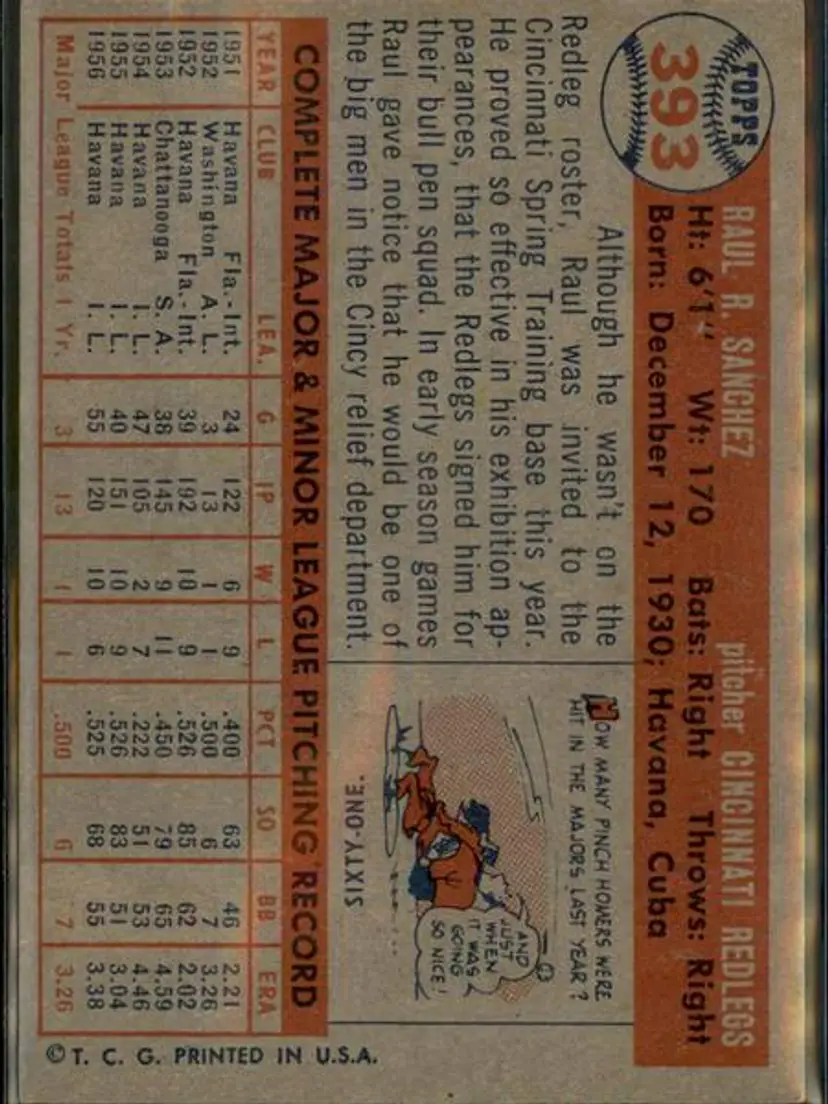 TOPPS
393
RAUL R. SANCHEZ pitcher CINCINNATI REDLEGS
Ht: 6'1" Wt: 170 Bats: Right Throws: Right
Born: December 12, 1930; Havana, Cuba
Although he wasn't on the
Redleg roster, Raul was invited to the
Cincinnati Spring Training base this year.
He proved so effective in his exhibition ap-
pearances, that the Redlegs signed him for
their bull pen squad. In early season games
Raul gave notice that he would be one of
the big men in the Cincy relief department.
HOW MANY PINCH HOMERS WERE
HIT IN THE MAJORS LAST YEAR?
AND
JUST
WHEN
IT WAS
GOING
SO NICE!
SIXTY-ONE.
COMPLETE MAJOR & MINOR LEAGUE PITCHING RECORD
YEAR CLUB LEA. G IP W L PCT SO BB ERA
1951 Havana Fla.-Int. 24 122 6 9 .400 63 46 2.21
1952 Washington A. L. 3 13 1 1 .500 6 7 3.26
1952 Havana Fla.-Int. 39 192 10 9 .526 85 62 2.02
1953 Chattanooga S. A. 38 145 9 11 .450 79 65 4.59
1954 Havana I. L. 47 105 2 7 .222 51 53 4.46
1955 Havana I. L. 40 151 10 9 .526 83 51 3.04
1956 Havana I. L. 55 120 10 6 .525 68 55 3.38
Major League Totals 1 Yr. 3 13 1 1 .500 6 7 3.26
© T. C. G. PRINTED IN U.S.A.